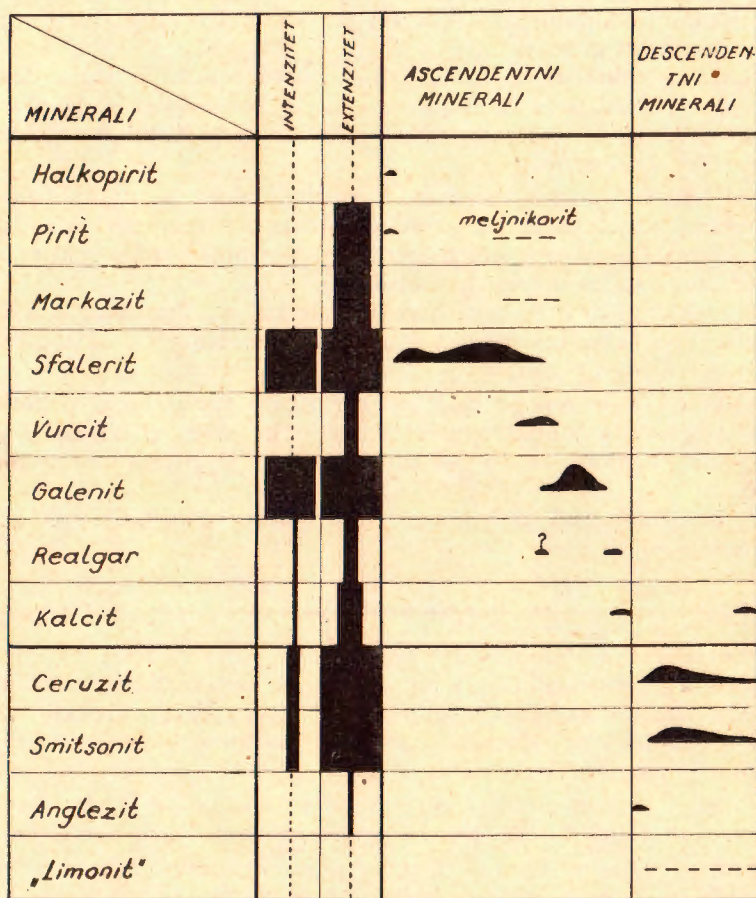 MINERALI
INTENZITET
EXTENZITET
ASCENDENTNI
MINERALI
DESCENDEN-
TNI
MINERALI
Halkopirit
Pirit
meljnikovit
Markazit
Sfalerit
Vurcit
Galenit
Realgar
?
Kalcit
Ceruzit
Smitsonit
Anglezit
„Limonit"